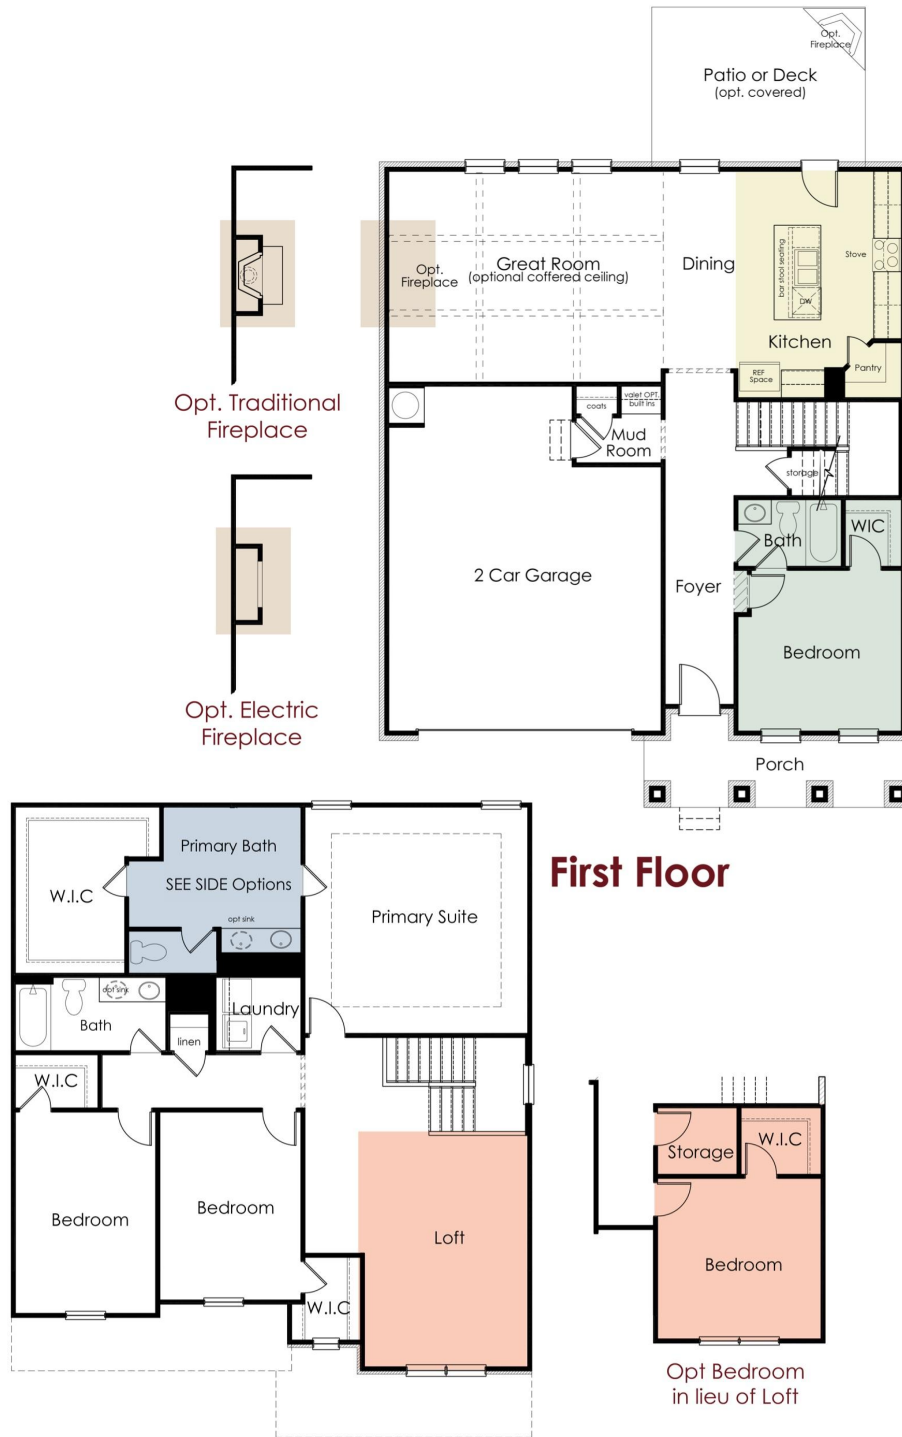 Opt.
Fireplace
Patio or Deck
(opt. covered)
Opt. Traditional
Fireplace
Opt.
Fireplace
Great Room
(optional coffered ceiling)
Dining
bar stool seating
DW
Stove
Kitchen
REF
Space
Pantry
coats
valet OPT.
built ins
Mud
Room
storage
Opt. Electric
Fireplace
2 Car Garage
Foyer
Bath
WIC
Bedroom
Porch
First Floor
W.I.C
Primary Bath
SEE SIDE Options
opt sink
Primary Suite
opt sink
Bath
linen
Laundry
W.I.C
Bedroom
Bedroom
W.I.C
Loft
Storage
W.I.C
Bedroom
Opt Bedroom
in lieu of Loft